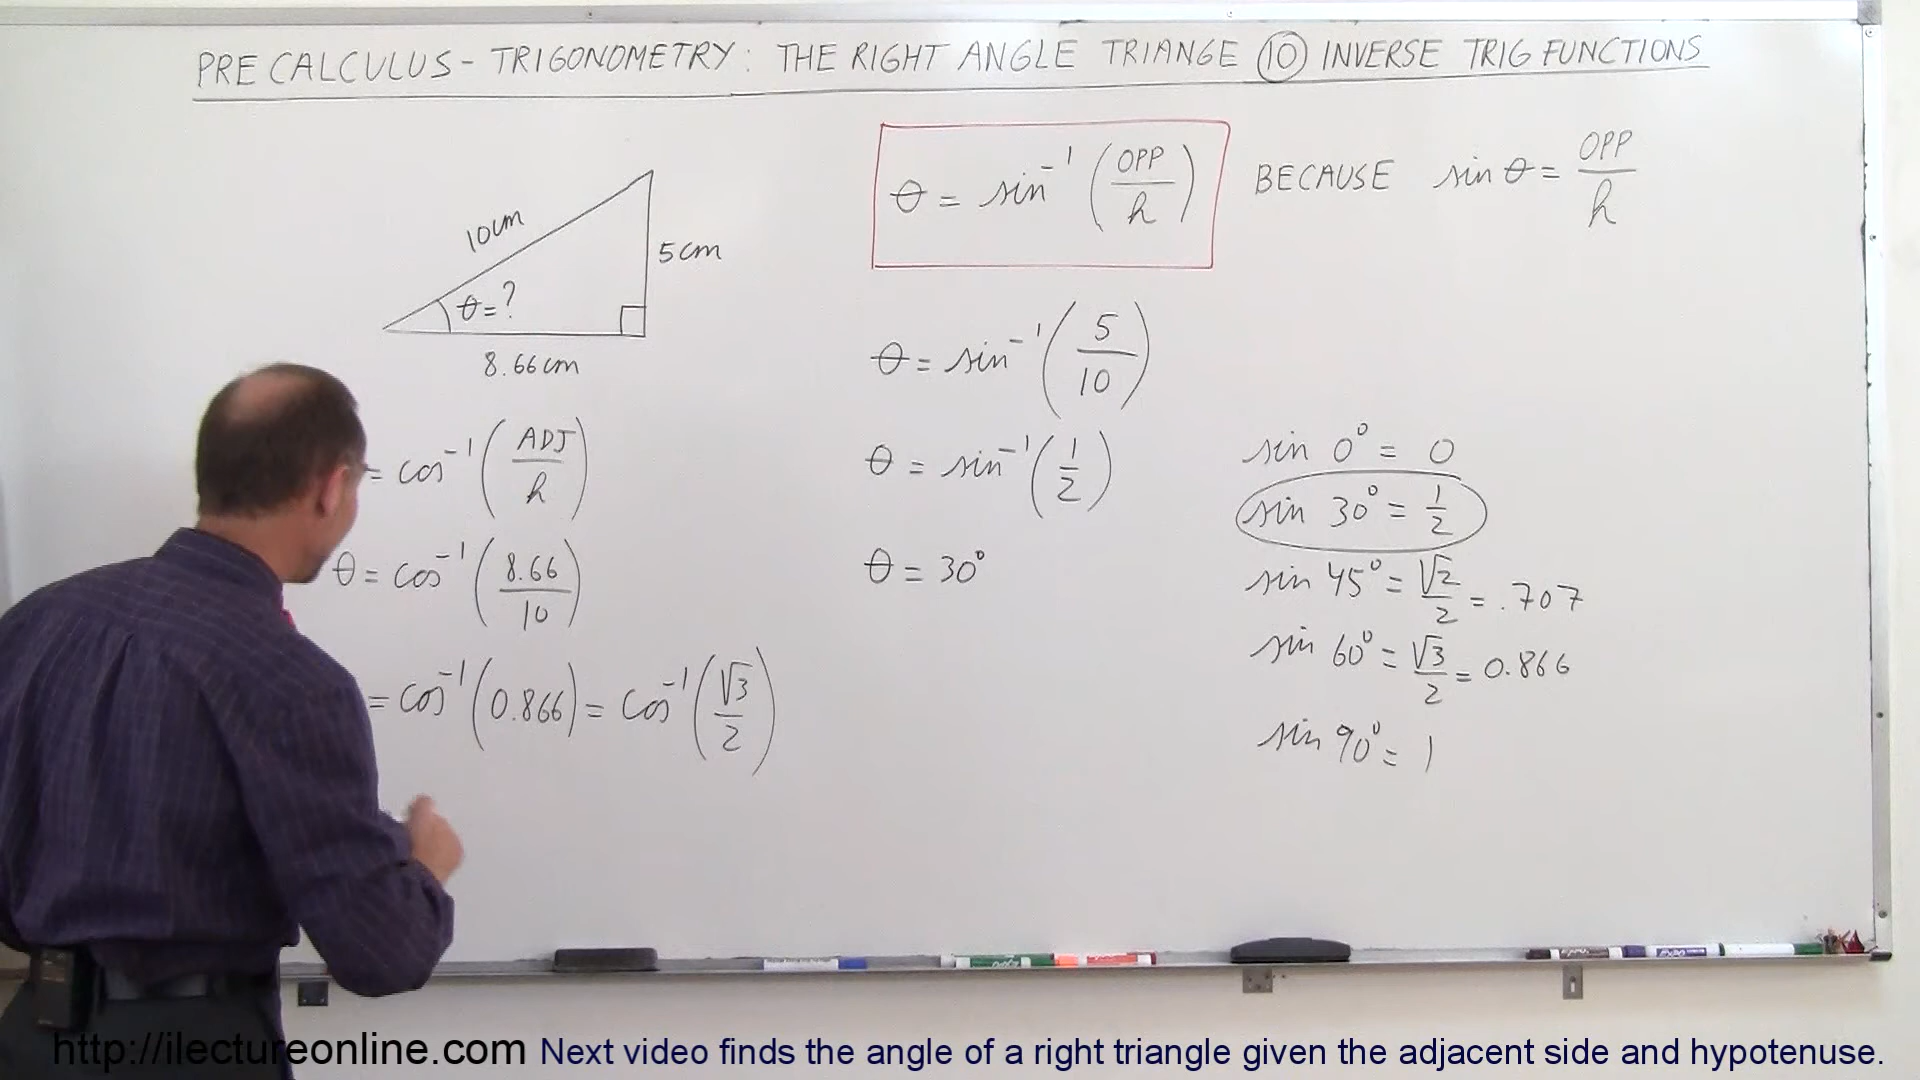 PRE CALCULUS - TRIGONOMETRY: THE RIGHT ANGLE TRIANGE ⑩ INVERSE TRIG FUNCTIONS
10cm
5cm
θ=?
8.66cm
= cos⁻¹(ADJ/h)
θ = cos⁻¹(8.66/10)
= cos⁻¹(0.866) = cos⁻¹(√3/2)
θ = sin⁻¹(OPP/h) BECAUSE sin θ = OPP/h
θ = sin⁻¹(5/10)
θ = sin⁻¹(1/2)
θ = 30°
sin 0° = 0
sin 30° = 1/2
sin 45° = √2/2 = .707
sin 60° = √3/2 = 0.866
sin 90° = 1
http://ilectureonline.com Next video finds the angle of a right triangle given the adjacent side and hypotenuse.